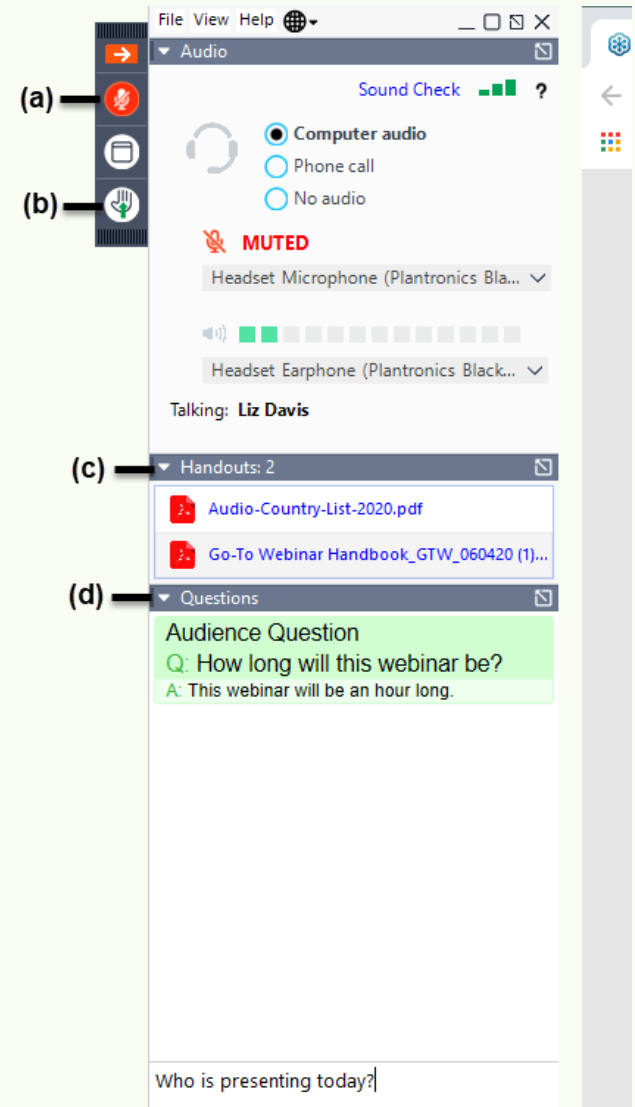 File View Help
Audio
Sound Check ?
(a)
Computer audio
Phone call
(b)
No audio
MUTED
Headset Microphone (Plantronics Bla...
Headset Earphone (Plantronics Black...
Talking: Liz Davis
(c)
Handouts: 2
Audio-Country-List-2020.pdf
Go-To Webinar Handbook_GTW_060420 (1)...
(d)
Questions
Audience Question
Q: How long will this webinar be?
A: This webinar will be an hour long.
Who is presenting today?